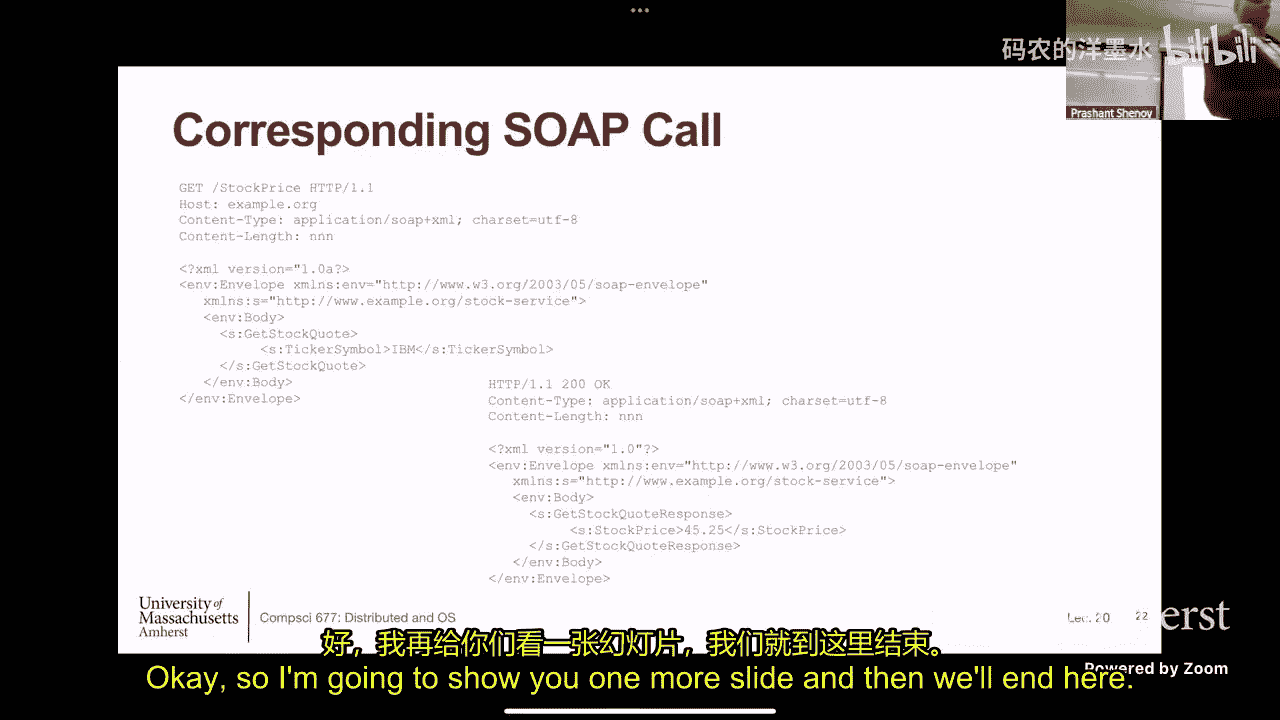 码农的洋墨水 bilibili
Prashant Shenoy
Corresponding SOAP Call
GET /StockPrice HTTP/1.1
Host: example.org
Content-Type: application/soap+xml; charset=utf-8
Content-Length: nnn
<?xml version="1.0a?>
<env:Envelope xmlns:env="http://www.w3.org/2003/05/soap-envelope"
xmlns:s="http://www.example.org/stock-service">
<env:Body>
<s:GetStockQuote>
<s:TickerSymbol>IBM</s:TickerSymbol>
</s:GetStockQuote>
</env:Body>
</env:Envelope>
HTTP/1.1 200 OK
Content-Type: application/soap+xml; charset=utf-8
Content-Length: nnn
<?xml version="1.0"?>
<env:Envelope xmlns:env="http://www.w3.org/2003/05/soap-envelope"
xmlns:s="http://www.example.org/stock-service">
<env:Body>
<s:GetStockQuoteResponse>
<s:StockPrice>45.25</s:StockPrice>
</s:GetStockQuoteResponse>
</env:Body>
</env:Envelope>
University of
Massachusetts
Amherst
Compsci 677: Distributed and OS
Lec. 20
22
erst
好，我再给你们看一张幻灯片，我们就到这里结束。
Powered by Zoom
Okay, so I'm going to show you one more slide and then we'll end here.